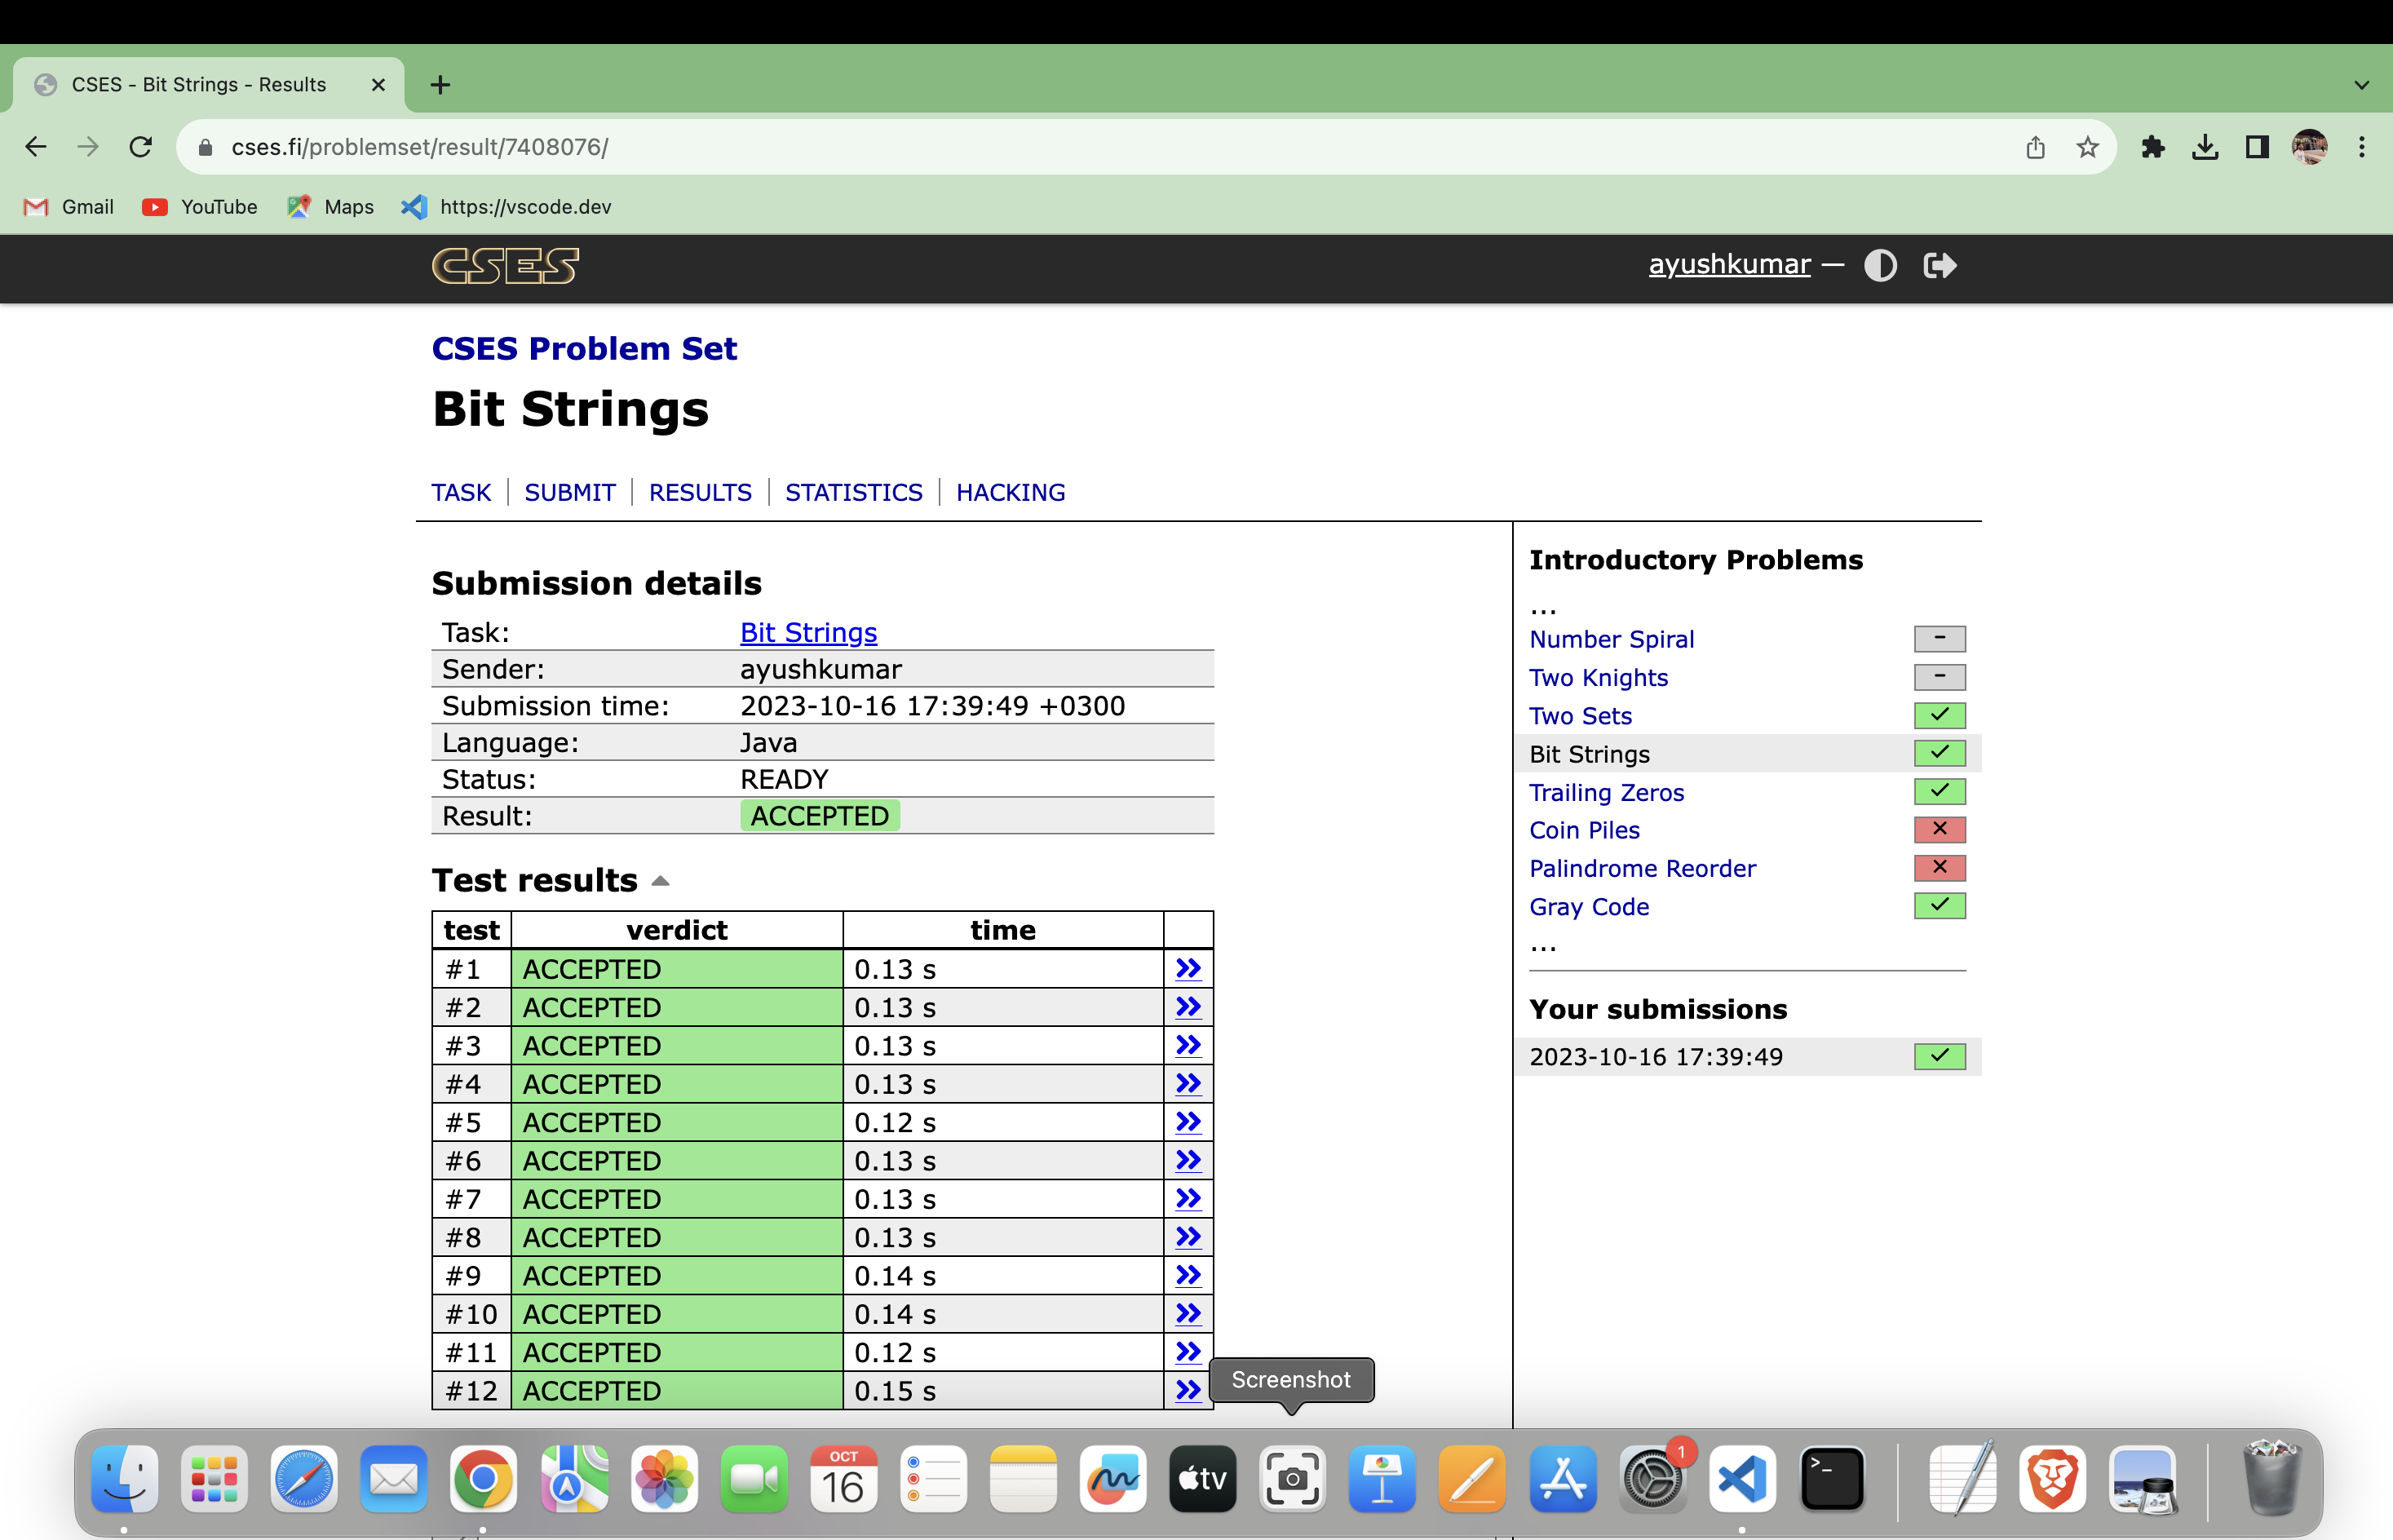 CSES - Bit Strings - Results
cses.fi/problemset/result/7408076/
Gmail YouTube Maps https://vscode.dev
CSES ayushkumar —
CSES Problem Set
Bit Strings
TASK | SUBMIT | RESULTS | STATISTICS | HACKING
Submission details
Task: Bit Strings
Sender: ayushkumar
Submission time: 2023-10-16 17:39:49 +0300
Language: Java
Status: READY
Result: ACCEPTED
Test results
test verdict time
#1 ACCEPTED 0.13 s >>
#2 ACCEPTED 0.13 s >>
#3 ACCEPTED 0.13 s >>
#4 ACCEPTED 0.13 s >>
#5 ACCEPTED 0.12 s >>
#6 ACCEPTED 0.13 s >>
#7 ACCEPTED 0.13 s >>
#8 ACCEPTED 0.13 s >>
#9 ACCEPTED 0.14 s >>
#10 ACCEPTED 0.14 s >>
#11 ACCEPTED 0.12 s >>
#12 ACCEPTED 0.15 s >>
Introductory Problems
...
Number Spiral –
Two Knights –
Two Sets ✓
Bit Strings ✓
Trailing Zeros ✓
Coin Piles ✕
Palindrome Reorder ✕
Gray Code ✓
...
Your submissions
2023-10-16 17:39:49 ✓
Screenshot
OCT
16
tv
1
>_